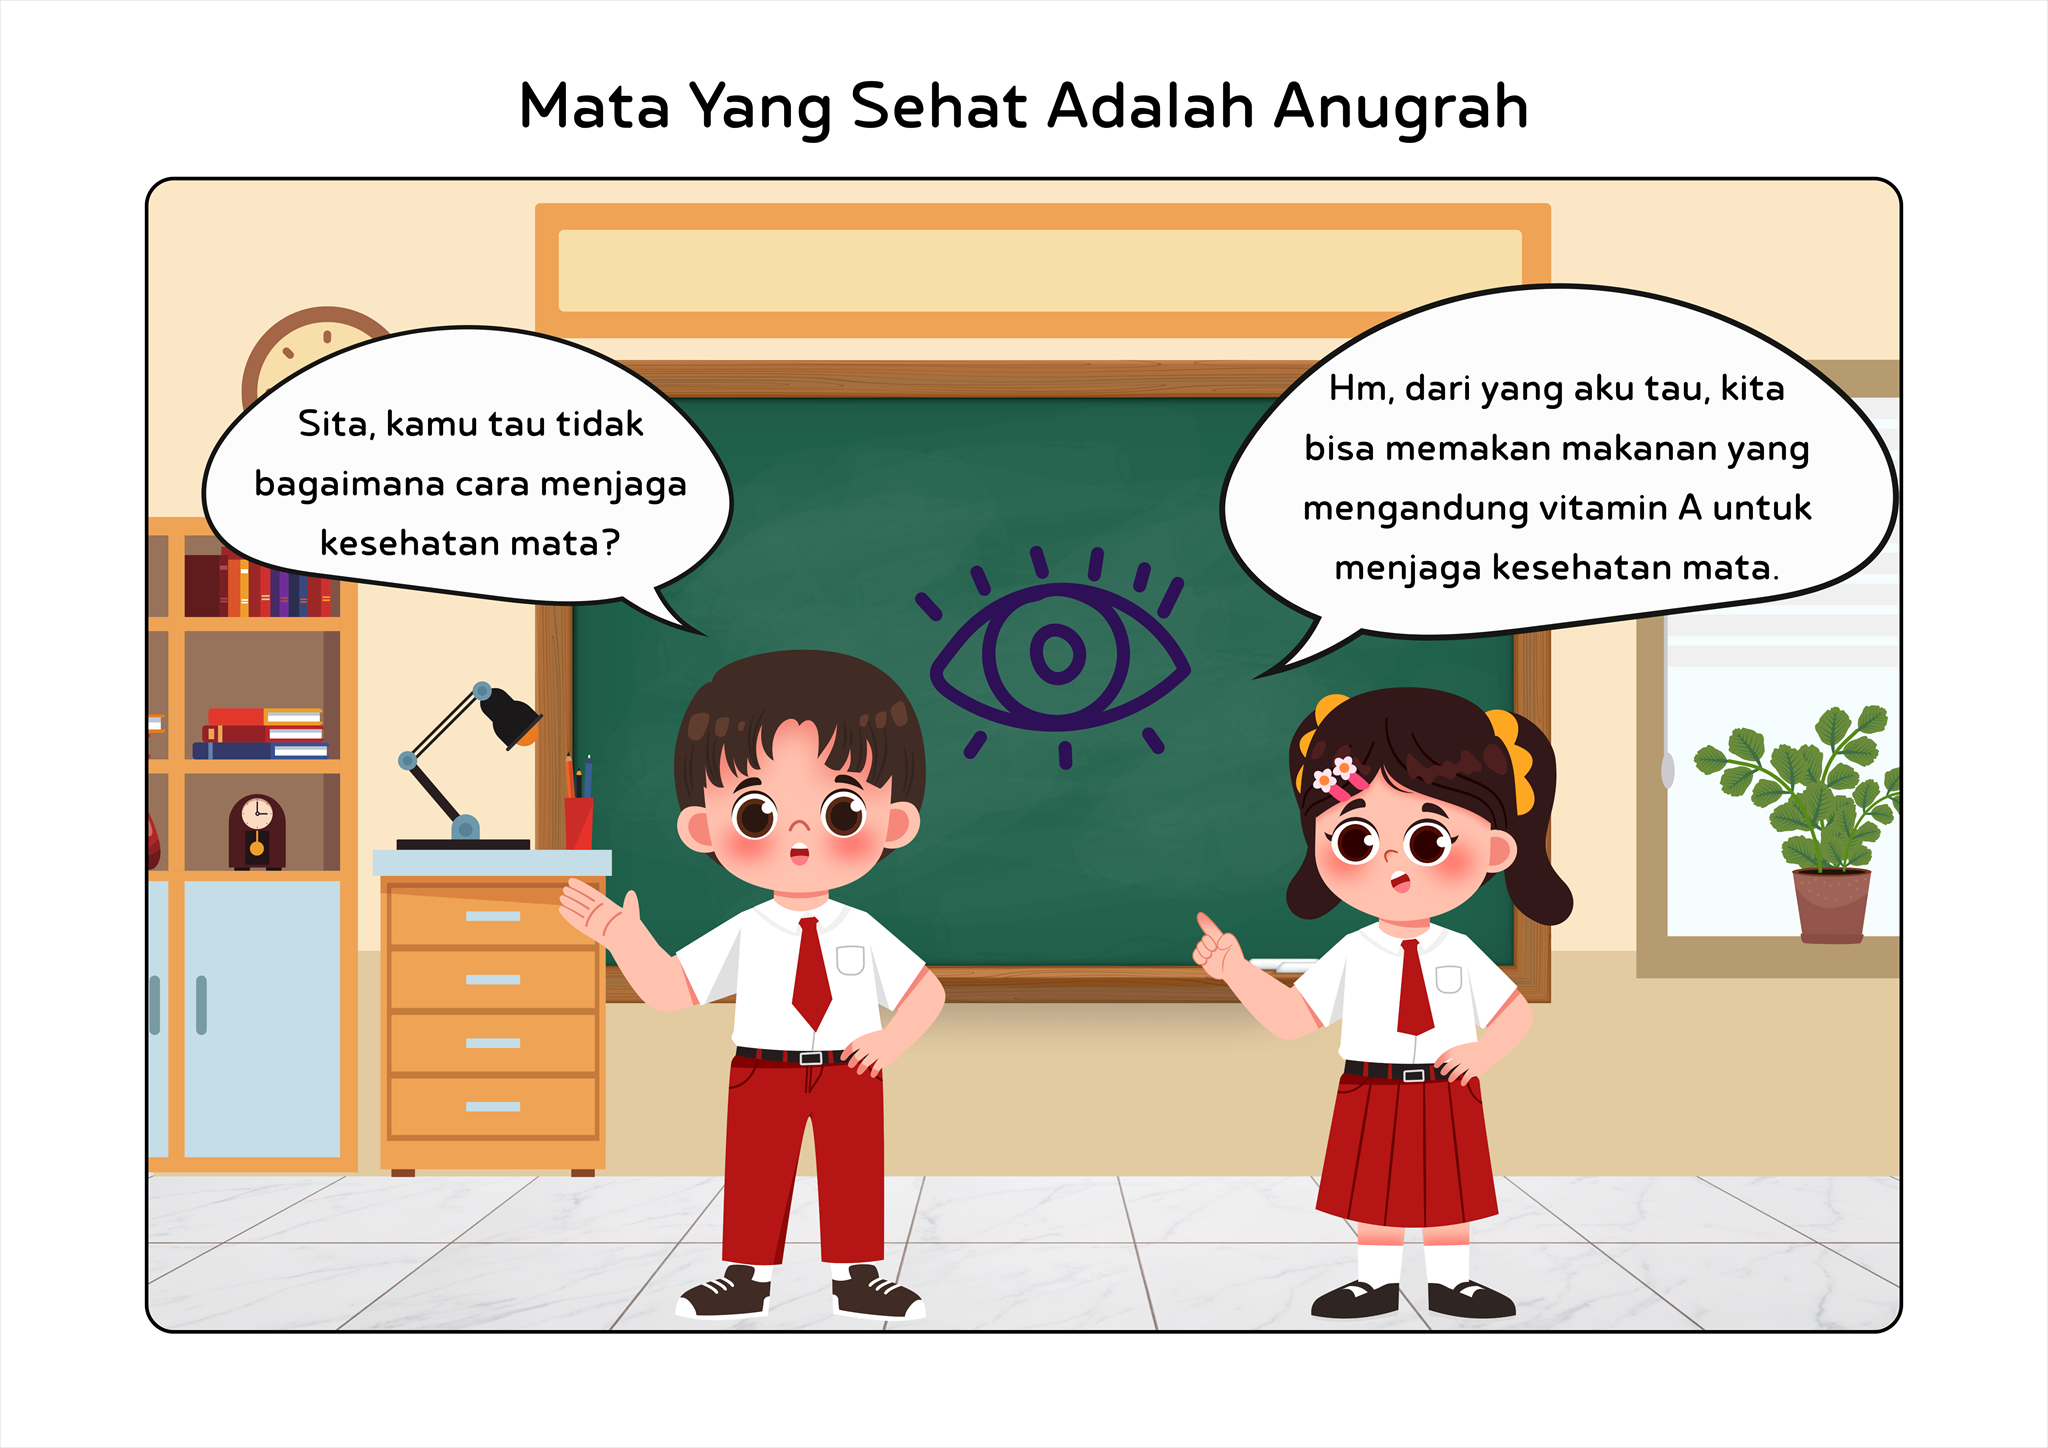 Mata Yang Sehat Adalah Anugrah
Sita, kamu tau tidak
bagaimana cara menjaga
kesehatan mata?
Hm, dari yang aku tau, kita
bisa memakan makanan yang
mengandung vitamin A untuk
menjaga kesehatan mata.